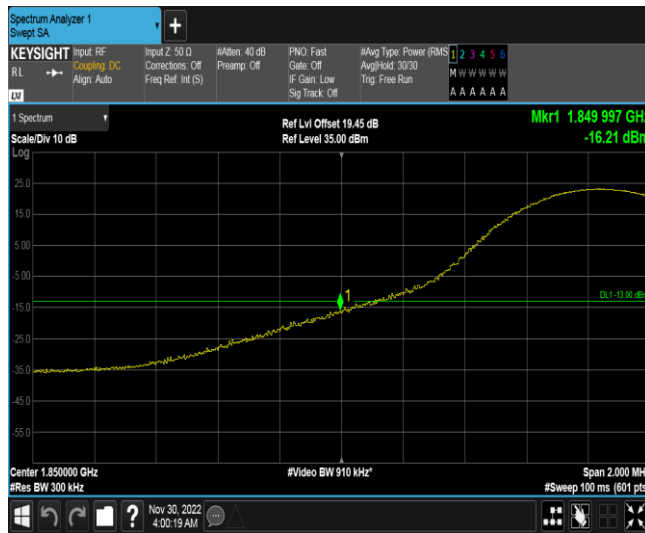 Spectrum Analyzer 1
Swept SA
+
KEYSIGHT
RL
LXI
Input: RF
Coupling: DC
Align: Auto
Input Z: 50 Ω
Corrections: Off
Freq Ref: Int (S)
#Atten: 40 dB
Preamp: Off
PNO: Fast
Gate: Off
IF Gain: Low
Sig Track: Off
#Avg Type: Power (RMS
Avg|Hold: 30/30
Trig: Free Run
1 2 3 4 5 6
M W W W W W
A A A A A A
1 Spectrum
Scale/Div 10 dB
Log
Ref Lvl Offset 19.45 dB
Ref Level 35.00 dBm
Mkr1 1.849 997 GHz
-16.21 dBm
25.0
15.0
5.00
-5.00
-15.0
-25.0
-35.0
-45.0
-55.0
1
DL1 -13.00 dBm
Center 1.850000 GHz
#Res BW 300 kHz
#Video BW 910 kHz*
Span 2.000 MH
#Sweep 100 ms (601 pts
?
Nov 30, 2022
4:00:19 AM